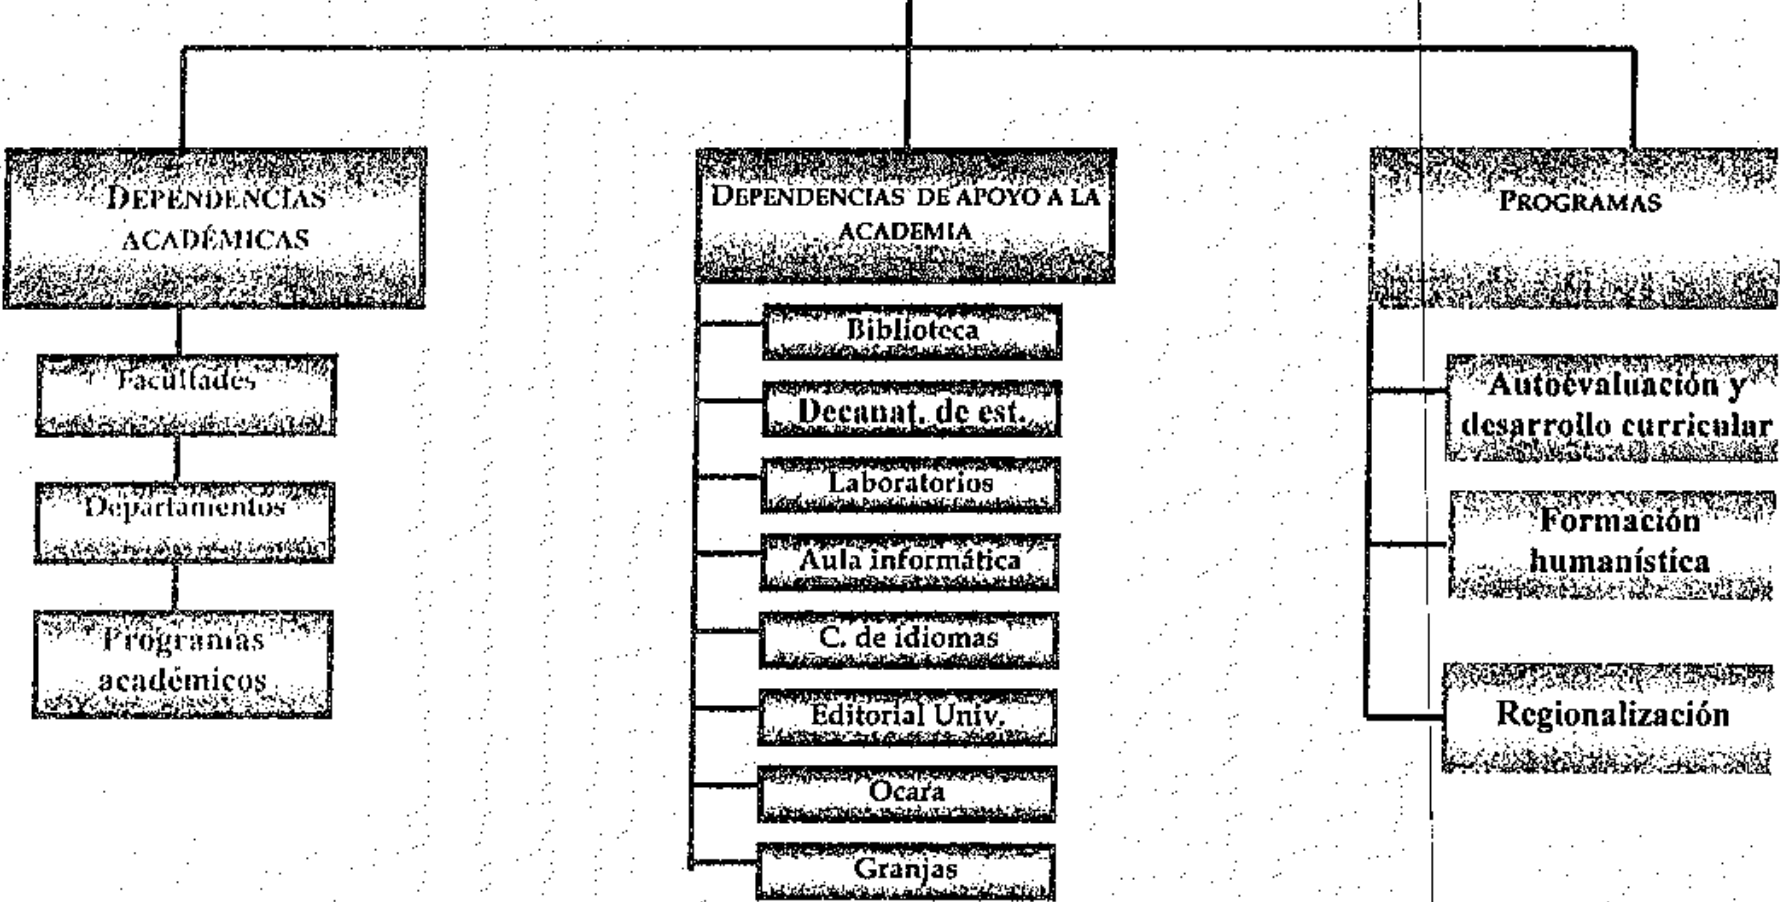 DEPENDENCIAS
ACADÉMICAS
Facultades
Departamentos
Programas
académicos
DEPENDENCIAS DE APOYO A LA
ACADEMIA
Biblioteca
Decanat. de est.
Laboratorios
Aula informática
C. de idiomas
Editorial Univ.
Ocara
Granjas
PROGRAMAS
Autoevaluación y
desarrollo curricular
Formación
humanística
Regionalización